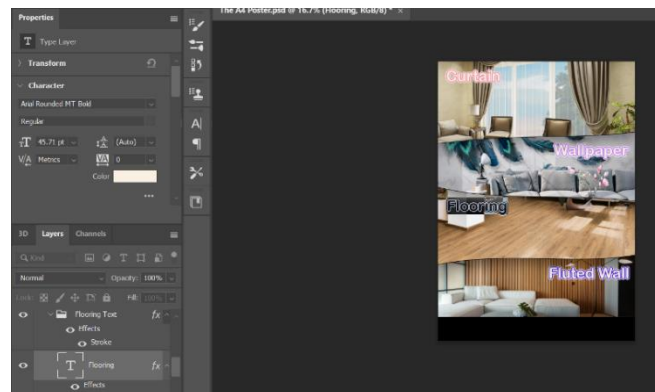 The A4 Poster.psd @ 16.7% (Flooring, RGB/8) * ×
Properties
T Type Layer
Transform
Character
Arial Rounded MT Bold
Regular
45.71 pt
(Auto)
Metrics
0
Color
3D Layers Channels
Kind
Normal
Opacity: 100%
Lock:
Fill: 100%
Flooring Text fx
Effects
Stroke
T Flooring fx
Effects
Curtain
Wallpaper
Flooring
Fluted Wall